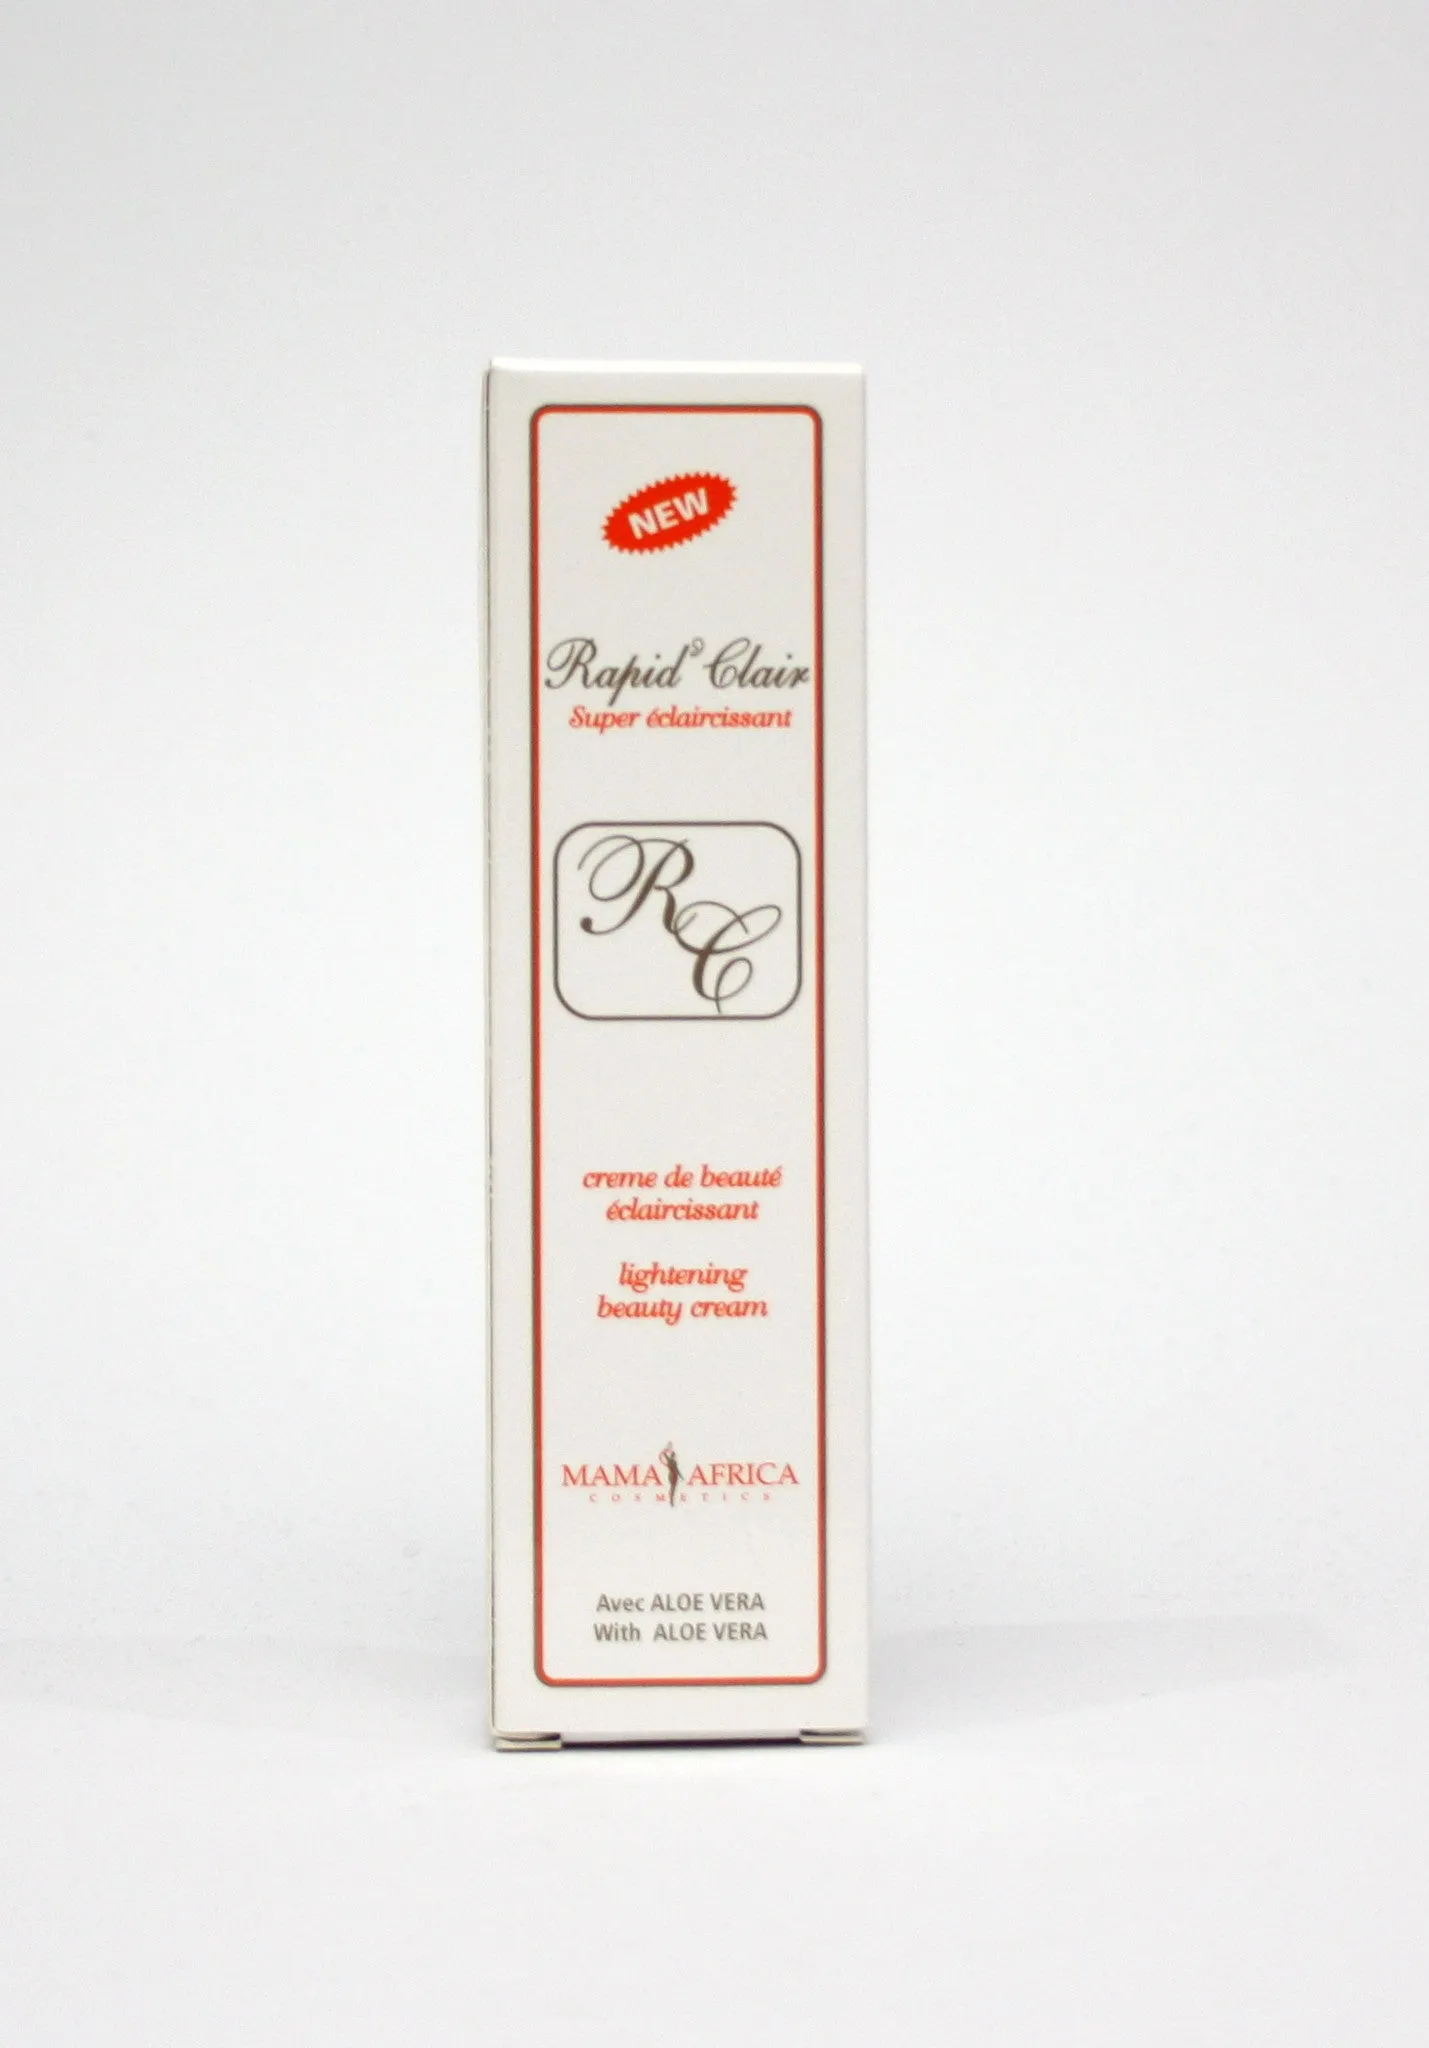 NEW
Rapid' Clair
Super éclaircissant
RC
creme de beauté
éclaircissant
lightening
beauty cream
MAMA AFRICA
COSMETICS
Avec ALOE VERA
With ALOE VERA